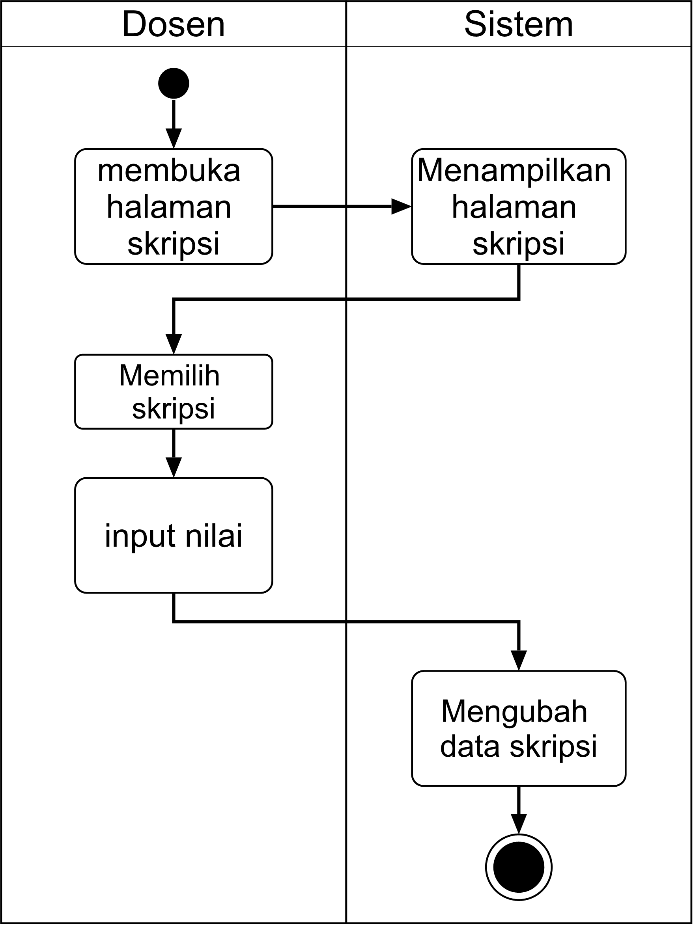 Dosen
Sistem
membuka
halaman
skripsi
Menampilkan
halaman
skripsi
Memilih
skripsi
input nilai
Mengubah
data skripsi